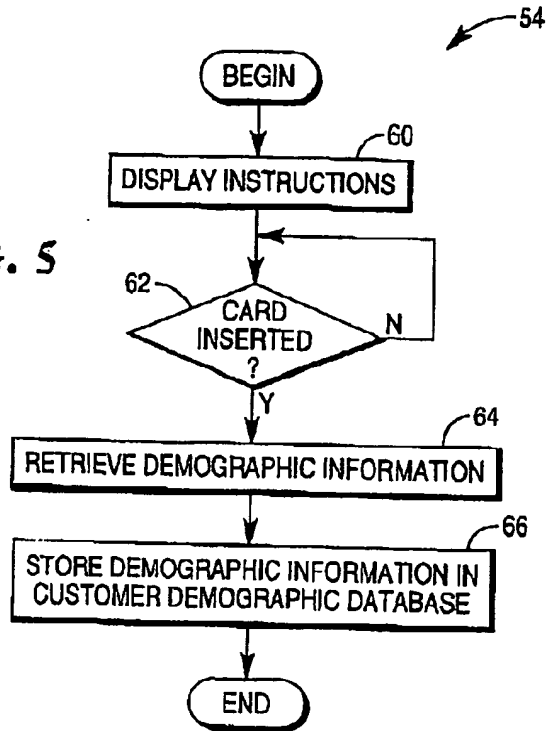 54
BEGIN
60
DISPLAY INSTRUCTIONS
. 5
62
CARD
INSERTED
?
N
Y
64
RETRIEVE DEMOGRAPHIC INFORMATION
66
STORE DEMOGRAPHIC INFORMATION IN
CUSTOMER DEMOGRAPHIC DATABASE
END